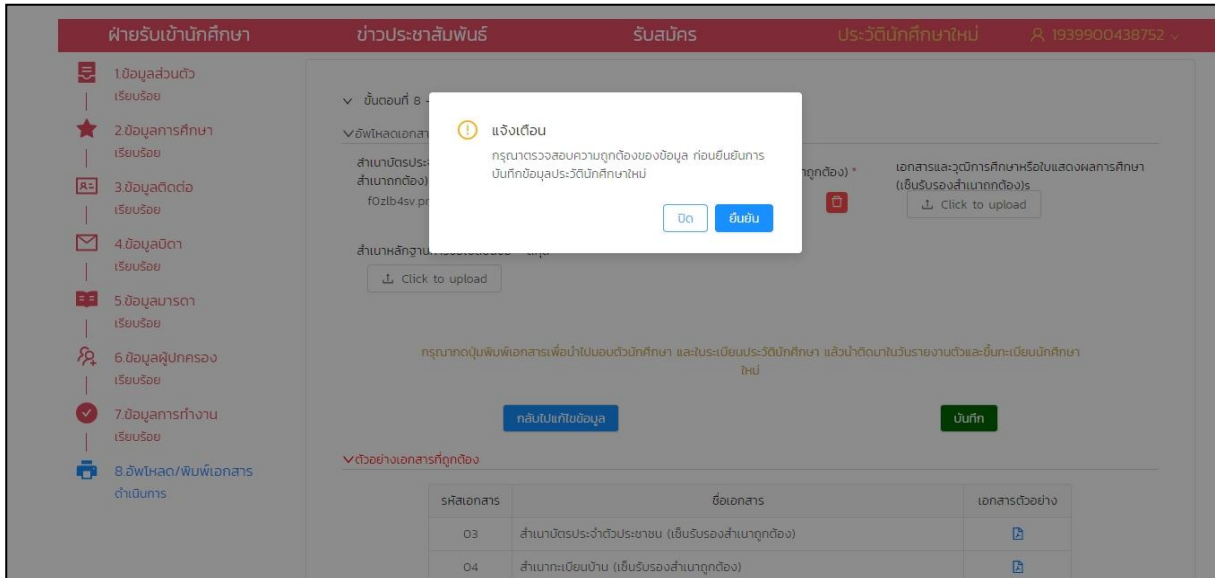 ฝ่ายรับเข้านักศึกษา
ข่าวประชาสัมพันธ์
รับสมัคร
ประวัตินักศึกษาใหม่
1939900438752
1.ข้อมูลส่วนตัว
เรียบร้อย
2.ข้อมูลการศึกษา
เรียบร้อย
3.ข้อมูลติดต่อ
เรียบร้อย
4.ข้อมูลบิดา
เรียบร้อย
5.ข้อมูลมารดา
เรียบร้อย
6.ข้อมูลผู้ปกครอง
เรียบร้อย
7.ข้อมูลการทำงาน
เรียบร้อย
8.อัพโหลด/พิมพ์เอกสาร
ดำเนินการ
ขั้นตอนที่ 8 -
แจ้งเตือน
กรุณาตรวจสอบความถูกต้องของข้อมูล ก่อนยืนยันการ
บันทึกข้อมูลประวัตินักศึกษาใหม่
ปิด ยืนยัน
เอกสารและวุฒิการศึกษาหรือใบแสดงผลการศึกษา
(เซ็นรับรองสำเนาถูกต้อง)s
Click to upload
Click to upload
กรุณากดปุ่มพิมพ์เอกสารเพื่อนำไปมอบตัวนักศึกษา และใบระเบียนประวัตินักศึกษา แล้วนำติดมาในวันรายงานตัวและขึ้นทะเบียนนักศึกษา
ใหม่
กลับไปแก้ไขข้อมูล
บันทึก
ตัวอย่างเอกสารที่ถูกต้อง
รหัสเอกสาร ชื่อเอกสาร เอกสารตัวอย่าง
03 สำเนาบัตรประจำตัวประชาชน (เซ็นรับรองสำเนาถูกต้อง)
04 สำเนาทะเบียนบ้าน (เซ็นรับรองสำเนาถูกต้อง)